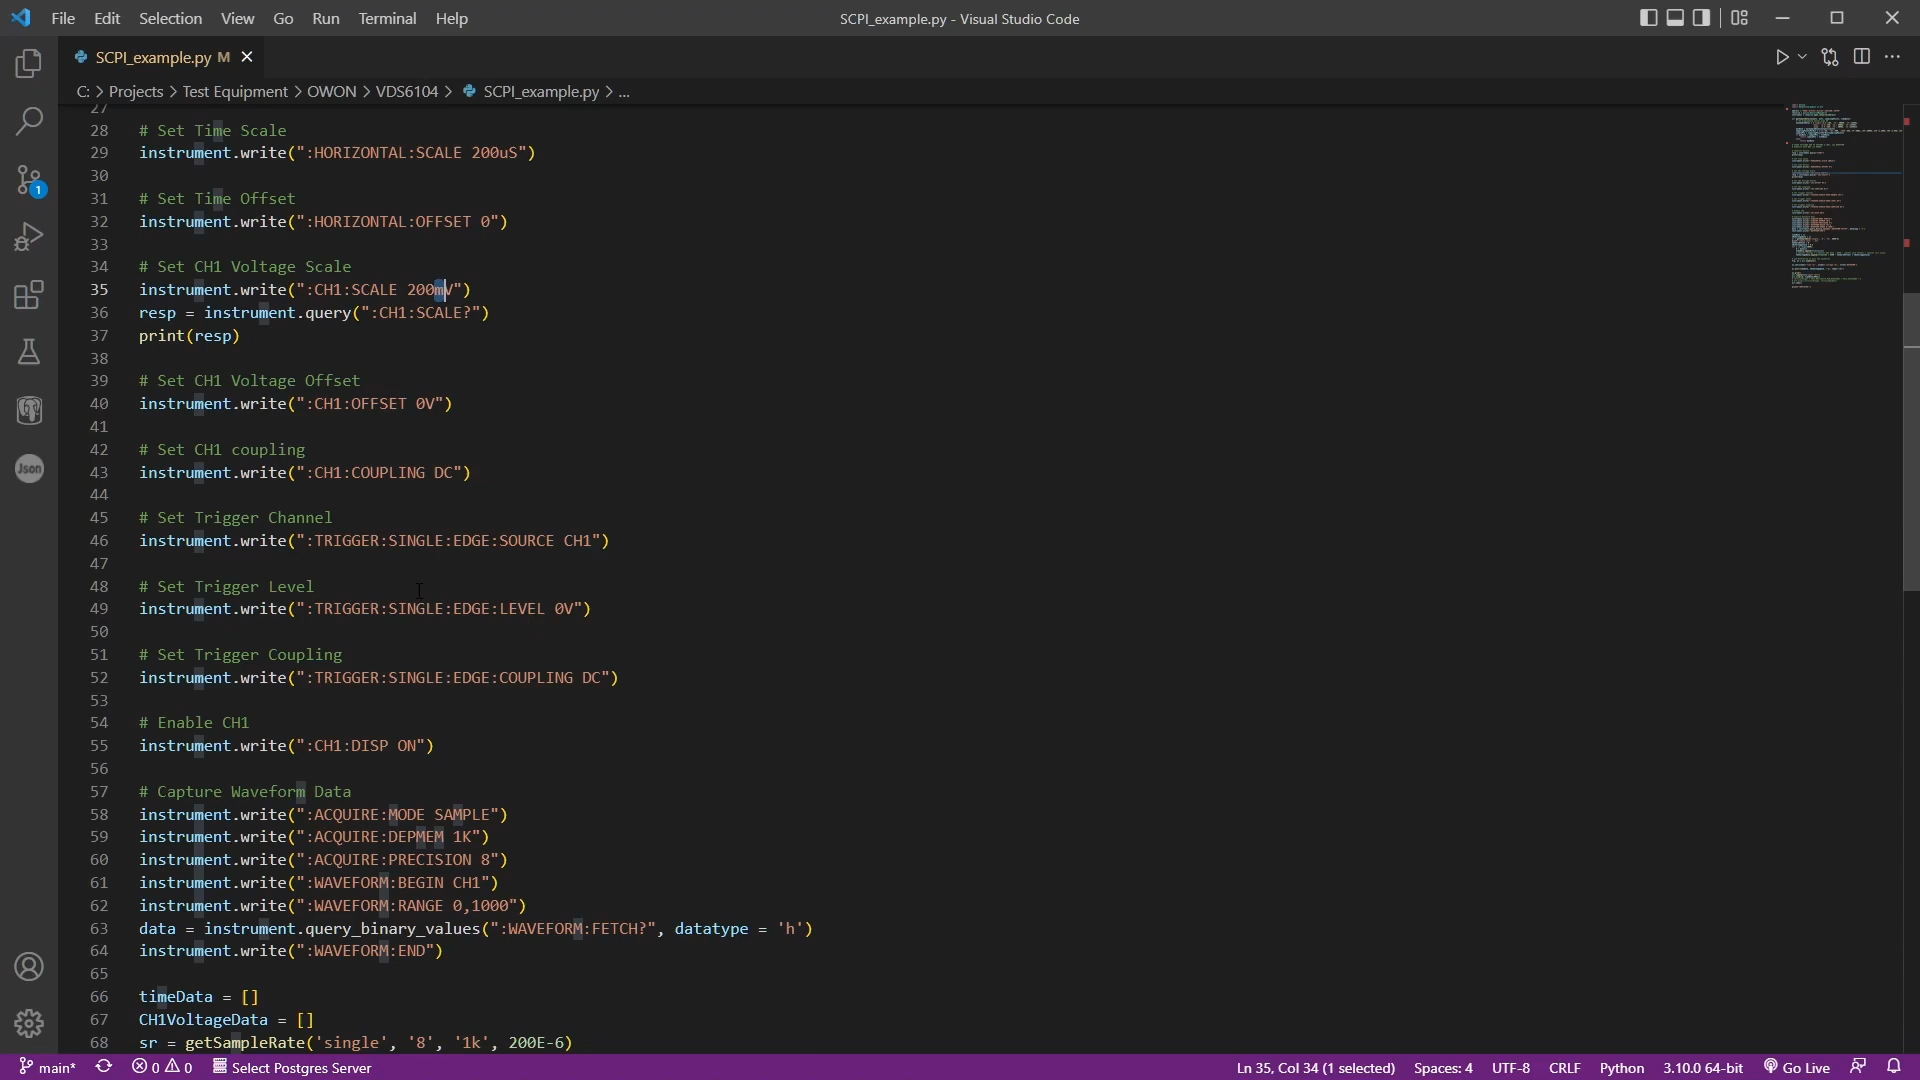 File Edit Selection View Go Run Terminal Help
SCPI_example.py - Visual Studio Code
SCPI_example.py M
C: > Projects > Test Equipment > OWON > VDS6104 > SCPI_example.py > ...
27
28 # Set Time Scale
29 instrument.write(":HORIZONTAL:SCALE 200uS")
30
31 # Set Time Offset
32 instrument.write(":HORIZONTAL:OFFSET 0")
33
34 # Set CH1 Voltage Scale
35 instrument.write(":CH1:SCALE 200mV")
36 resp = instrument.query(":CH1:SCALE?")
37 print(resp)
38
39 # Set CH1 Voltage Offset
40 instrument.write(":CH1:OFFSET 0V")
41
42 # Set CH1 coupling
43 instrument.write(":CH1:COUPLING DC")
44
45 # Set Trigger Channel
46 instrument.write(":TRIGGER:SINGLE:EDGE:SOURCE CH1")
47
48 # Set Trigger Level
49 instrument.write(":TRIGGER:SINGLE:EDGE:LEVEL 0V")
50
51 # Set Trigger Coupling
52 instrument.write(":TRIGGER:SINGLE:EDGE:COUPLING DC")
53
54 # Enable CH1
55 instrument.write(":CH1:DISP ON")
56
57 # Capture Waveform Data
58 instrument.write(":ACQUIRE:MODE SAMPLE")
59 instrument.write(":ACQUIRE:DEPMEM 1K")
60 instrument.write(":ACQUIRE:PRECISION 8")
61 instrument.write(":WAVEFORM:BEGIN CH1")
62 instrument.write(":WAVEFORM:RANGE 0,1000")
63 data = instrument.query_binary_values(":WAVEFORM:FETCH?", datatype = 'h')
64 instrument.write(":WAVEFORM:END")
65
66 timeData = []
67 CH1VoltageData = []
68 sr = getSampleRate('single', '8', '1k', 200E-6)
1
Json
main* 0 0 Select Postgres Server Ln 35, Col 34 (1 selected) Spaces: 4 UTF-8 CRLF Python 3.10.0 64-bit Go Live